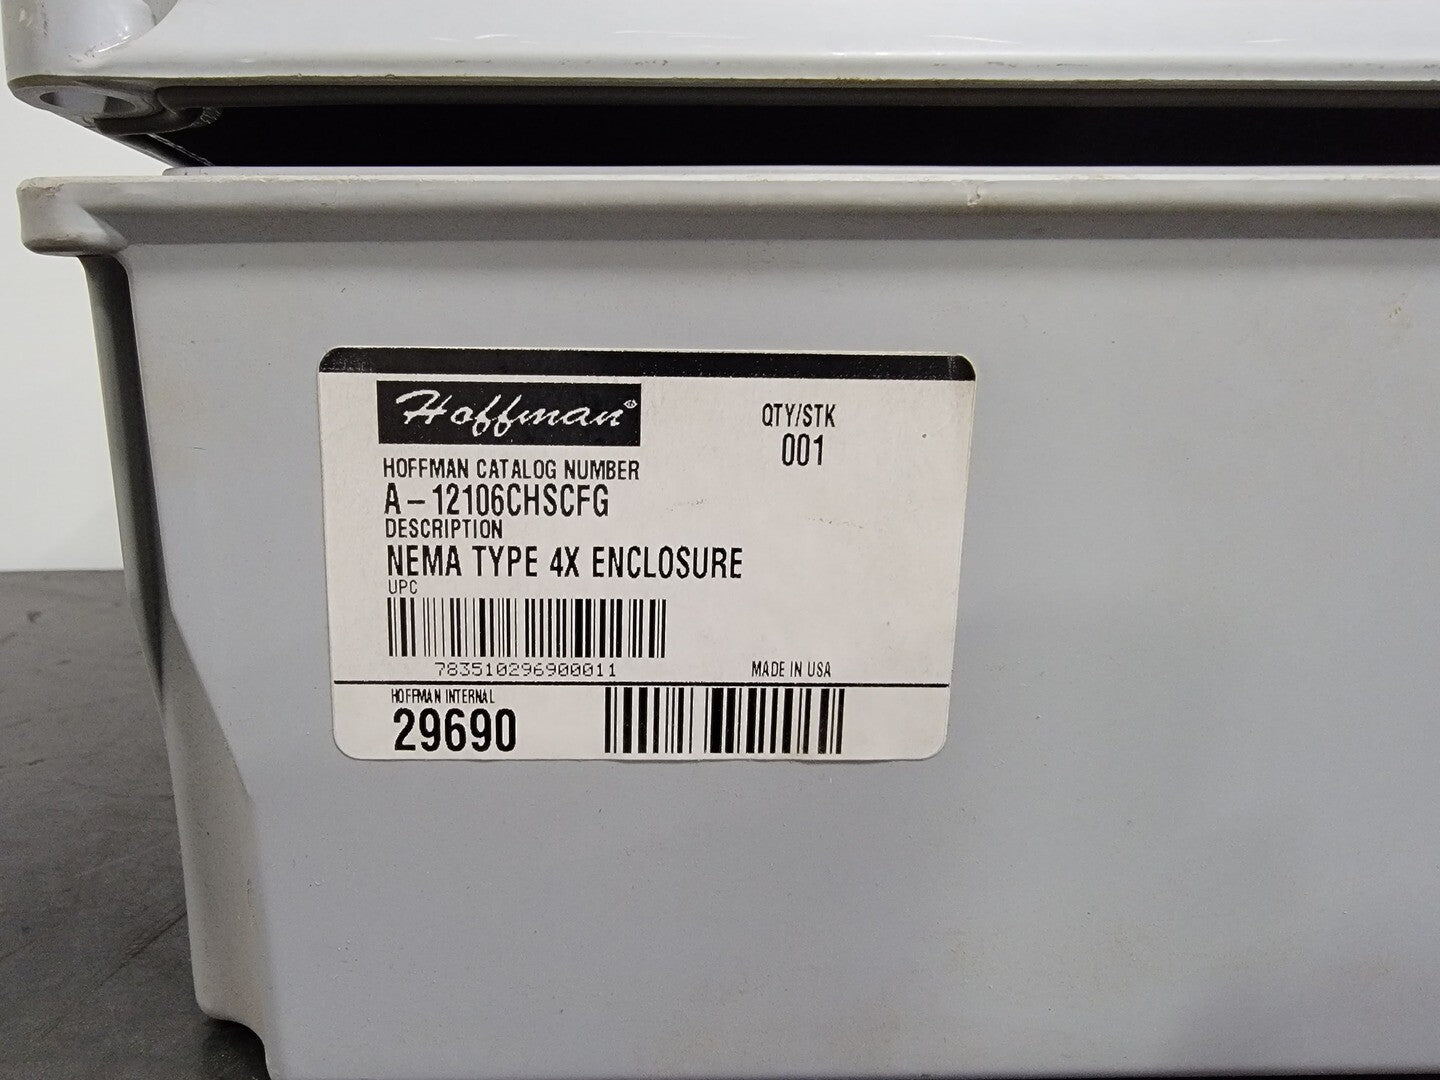 Hoffman
QTY/STK
001
HOFFMAN CATALOG NUMBER
A-12106CHSCFG
DESCRIPTION
NEMA TYPE 4X ENCLOSURE
UPC
783510296900011
MADE IN USA
HOFFMAN INTERNAL
29690